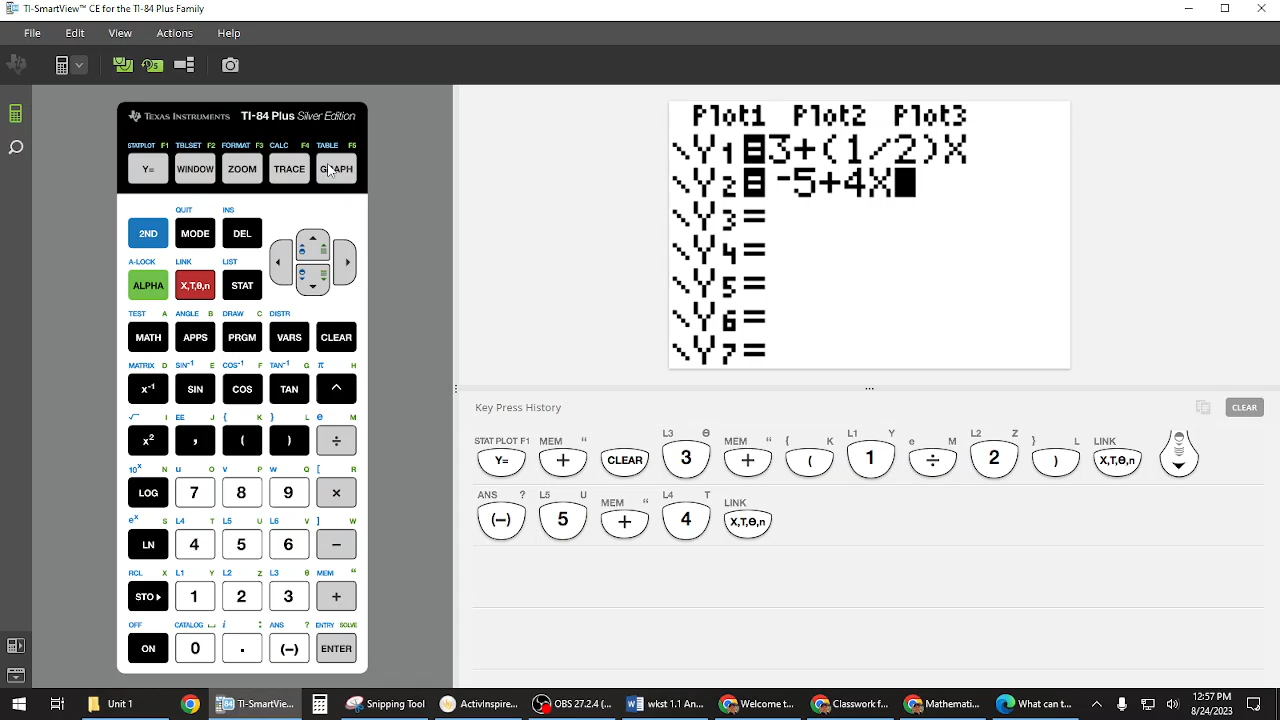 TI-SmartView™ CE for the TI-84 Plus Family
File Edit View Actions Help
TEXAS INSTRUMENTS TI-84 Plus Silver Edition
STATPLOT F1 TBLSET F2 FORMAT F3 CALC F4 TABLE F5
Y= WINDOW ZOOM TRACE GRAPH
QUIT INS
2ND MODE DEL
A-LOCK LINK LIST
ALPHA X,T,θ,n STAT
TEST A ANGLE B DRAW C DISTR
MATH APPS PRGM VARS CLEAR
MATRIX D SIN⁻¹ E COS⁻¹ F TAN⁻¹ G π H
x⁻¹ SIN COS TAN ^
√ I EE J { K } L e M
x² , ( ) ÷
10ˣ N u O v P w Q [ R
LOG 7 8 9 ×
eˣ S L4 T L5 U L6 V ] W
LN 4 5 6 −
RCL X L1 Y L2 Z L3 θ MEM “
STO▸ 1 2 3 +
OFF CATALOG ⎵ i : ANS ? ENTRY SOLVE
ON 0 . (−) ENTER
Plot1 Plot2 Plot3
\Y1=3+(1/2)X
\Y2=-5+4X
\Y3=
\Y4=
\Y5=
\Y6=
\Y7=
Key Press History
CLEAR
STAT PLOT F1 MEM “ L3 Θ MEM “ { K L1 Y e M L2 Z } L LINK
Y= + CLEAR 3 + ( 1 ÷ 2 ) X,T,Θ,n
ANS ? L5 U MEM “ L4 T LINK
(−) 5 + 4 X,T,Θ,n
Unit 1
TI-SmartVie...
Snipping Tool
ActivInspire...
OBS 27.2.4 (...
wkst 1.1 An...
Welcome t...
Classwork f...
Mathemati...
What can t...
12:57 PM
8/24/2023